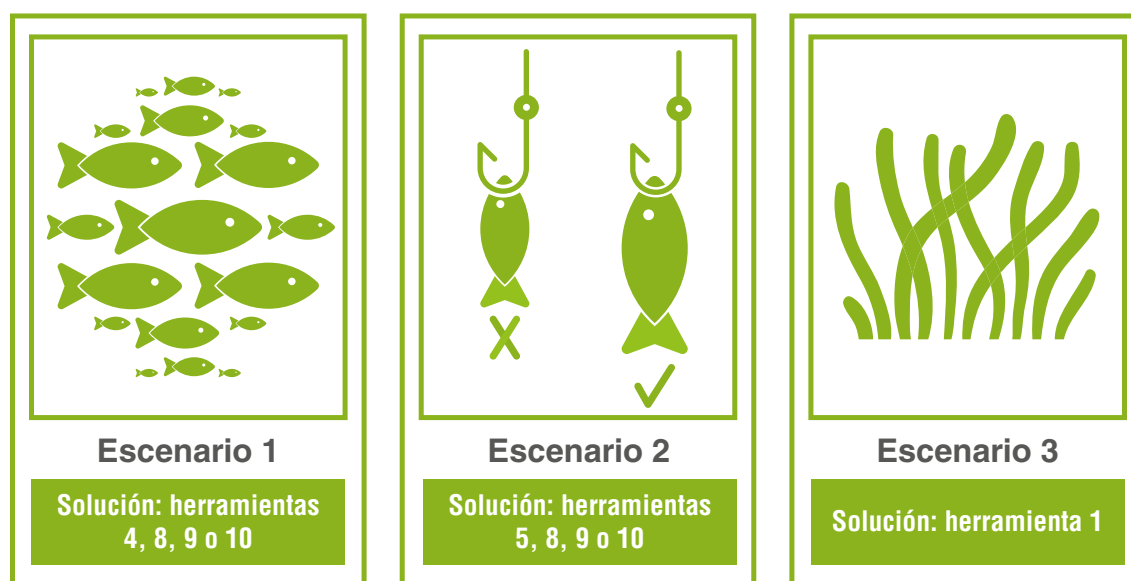 Escenario 1
Solución: herramientas
4, 8, 9 o 10
Escenario 2
Solución: herramientas
5, 8, 9 o 10
Escenario 3
Solución: herramienta 1